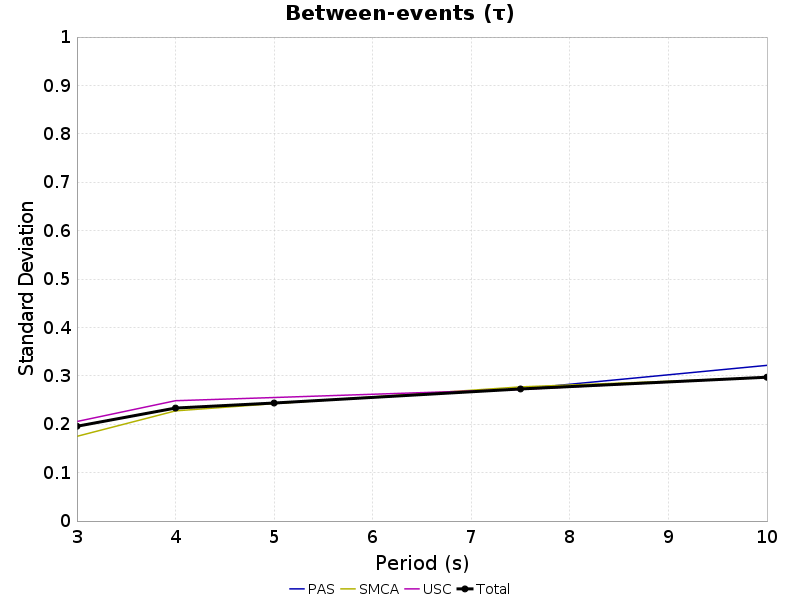 Between-events (τ)
1
0.9
0.8
0.7
0.6
0.5
0.4
0.3
0.2
0.1
0
Standard Deviation
3 4 5 6 7 8 9 10
Period (s)
PAS SMCA USC Total